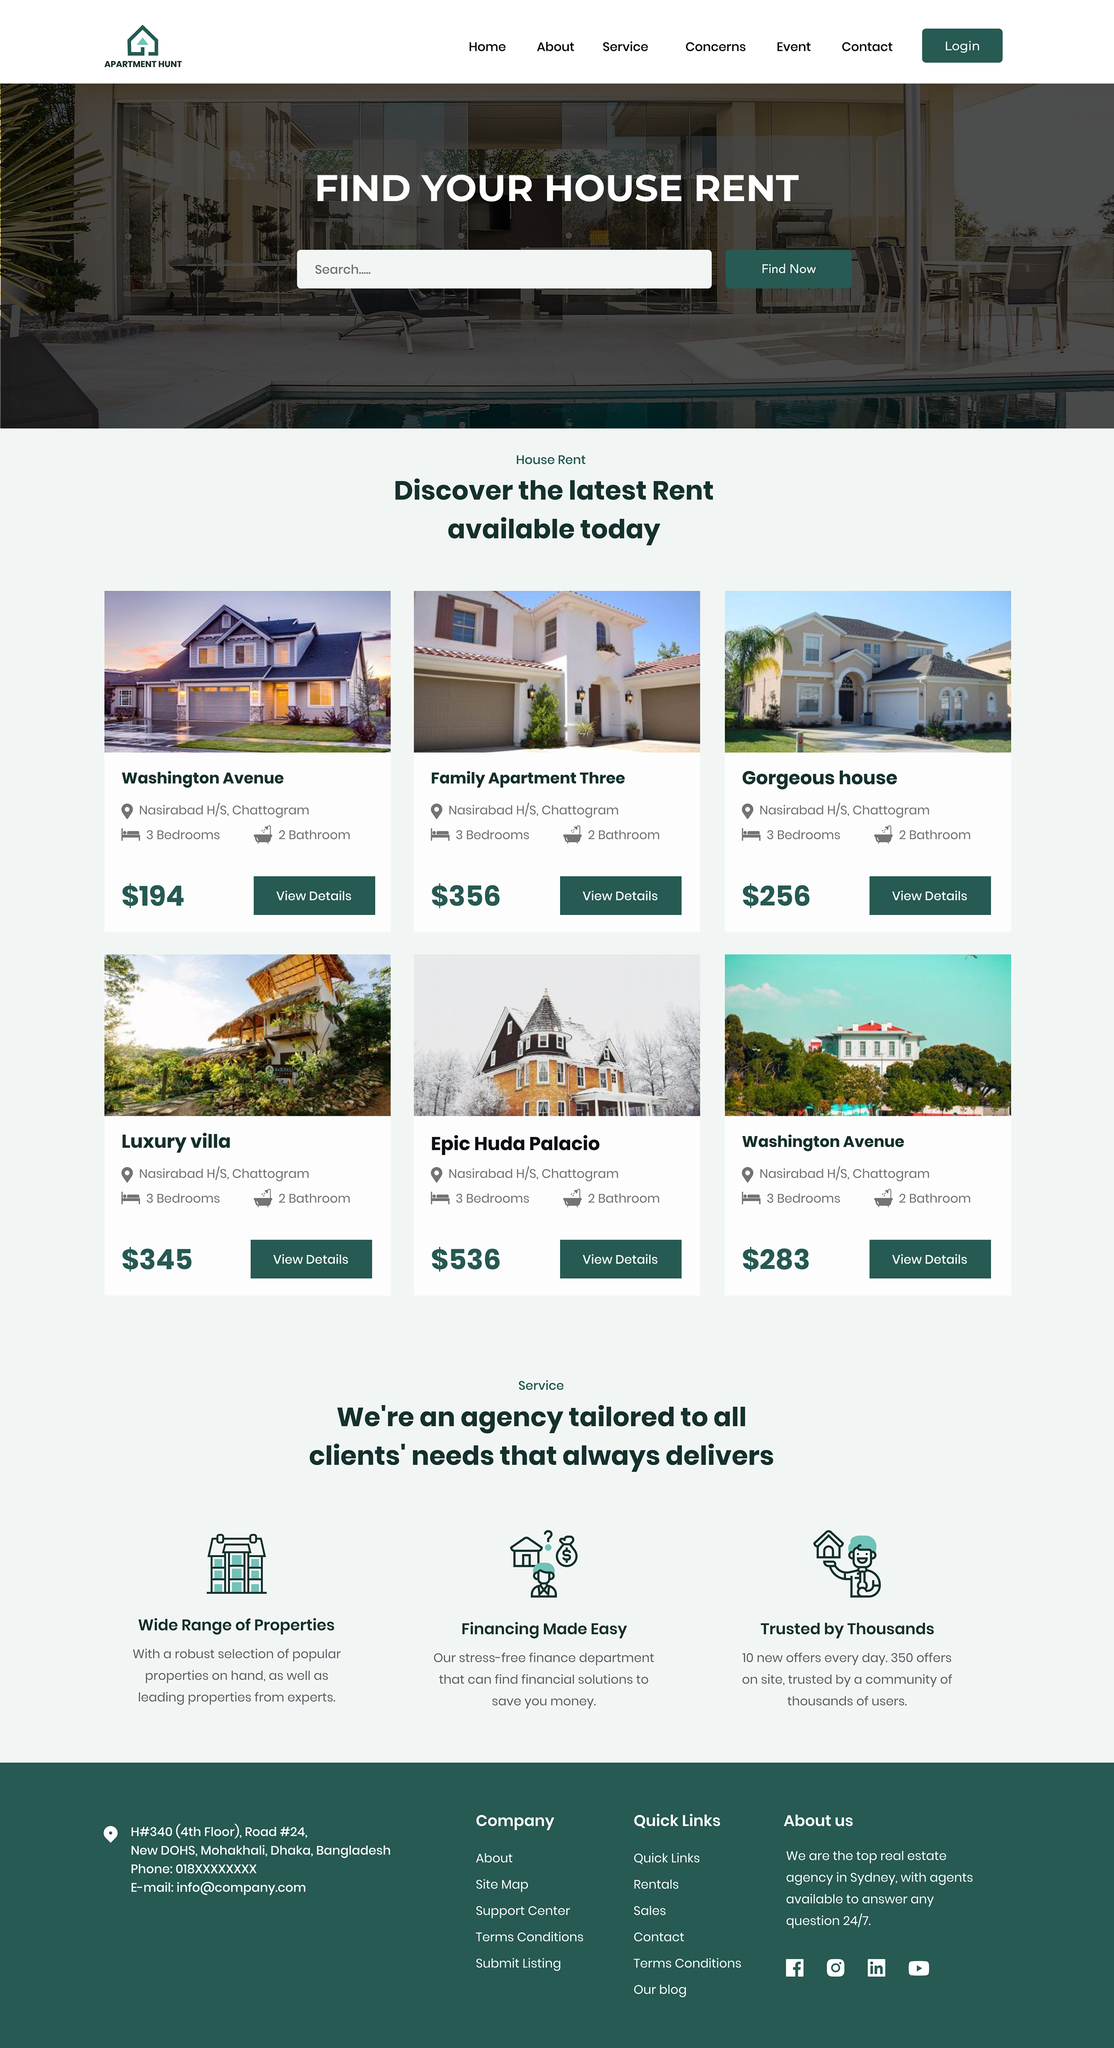 APARTMENT HUNT
Home About Service Concerns Event Contact Login
FIND YOUR HOUSE RENT
Search.....
Find Now
House Rent
Discover the latest Rent
available today
Washington Avenue
Nasirabad H/S, Chattogram
3 Bedrooms 2 Bathroom
$194 View Details
Family Apartment Three
Nasirabad H/S, Chattogram
3 Bedrooms 2 Bathroom
$356 View Details
Gorgeous house
Nasirabad H/S, Chattogram
3 Bedrooms 2 Bathroom
$256 View Details
Luxury villa
Nasirabad H/S, Chattogram
3 Bedrooms 2 Bathroom
$345 View Details
Epic Huda Palacio
Nasirabad H/S, Chattogram
3 Bedrooms 2 Bathroom
$536 View Details
Washington Avenue
Nasirabad H/S, Chattogram
3 Bedrooms 2 Bathroom
$283 View Details
Service
We're an agency tailored to all
clients' needs that always delivers
Wide Range of Properties
With a robust selection of popular
properties on hand, as well as
leading properties from experts.
Financing Made Easy
Our stress-free finance department
that can find financial solutions to
save you money.
Trusted by Thousands
10 new offers every day. 350 offers
on site, trusted by a community of
thousands of users.
H#340 (4th Floor), Road #24,
New DOHS, Mohakhali, Dhaka, Bangladesh
Phone: 018XXXXXXXX
E-mail: info@company.com
Company
About
Site Map
Support Center
Terms Conditions
Submit Listing
Quick Links
Quick Links
Rentals
Sales
Contact
Terms Conditions
Our blog
About us
We are the top real estate
agency in Sydney, with agents
available to answer any
question 24/7.